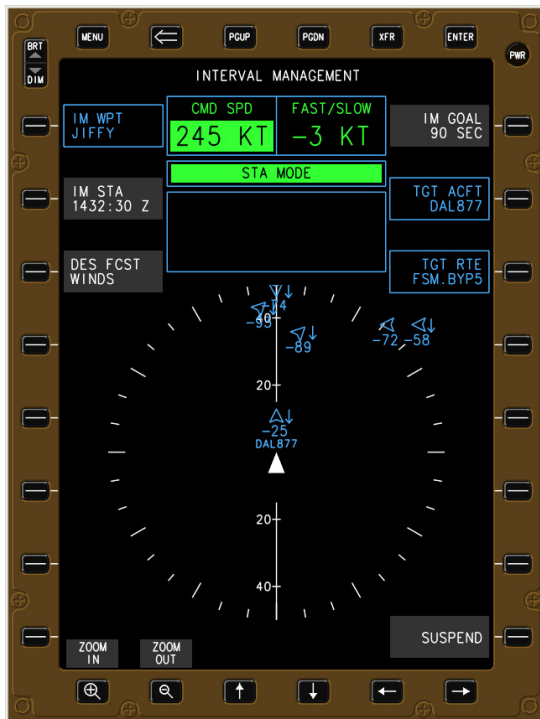 MENU
PGUP
PGDN
XFR
ENTER
BRT
DIM
PWR
INTERVAL MANAGEMENT
IM WPT
JIFFY
CMD SPD
245 KT
FAST/SLOW
-3 KT
IM GOAL
90 SEC
STA MODE
IM STA
1432:30 Z
TGT ACFT
DAL877
DES FCST
WINDS
TGT RTE
FSM.BYP5
40
-95
-89
-72
-58
20
-25
DAL877
20
40
SUSPEND
ZOOM
IN
ZOOM
OUT